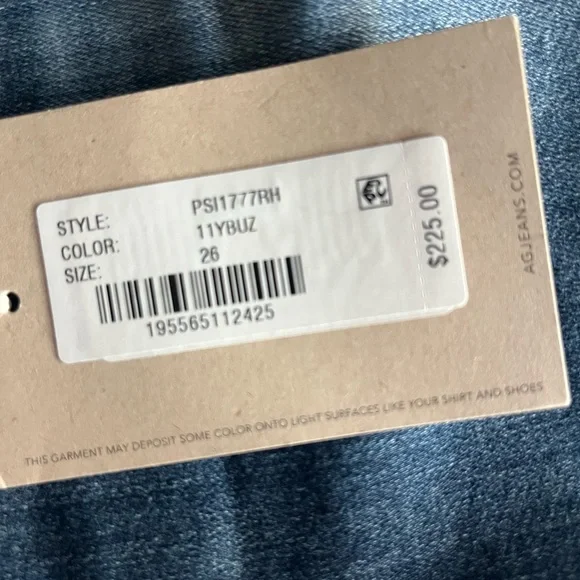 STYLE: PSI1777RH
COLOR: 11YBUZ
SIZE: 26
195565112425
$225.00
AGJEANS.COM
THIS GARMENT MAY DEPOSIT SOME COLOR ONTO LIGHT SURFACES LIKE YOUR SHIRT AND SHOES